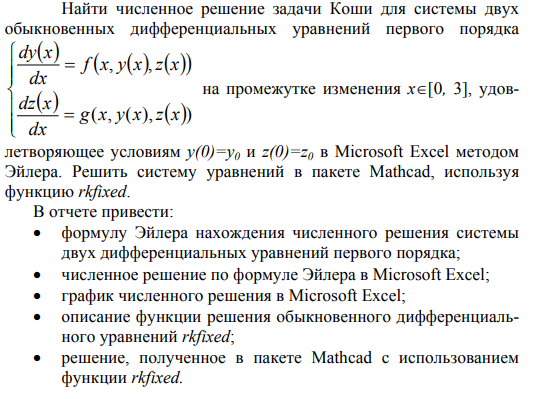 Найти численное решение задачи Коши для системы двух
обыкновенных дифференциальных уравнений первого порядка
{ dy(x)/dx = f(x, y(x), z(x))
dz(x)/dx = g(x, y(x), z(x))
на промежутке изменения x∈[0, 3], удов-
летворяющее условиям y(0)=y₀ и z(0)=z₀ в Microsoft Excel методом
Эйлера. Решить систему уравнений в пакете Mathcad, используя
функцию rkfixed.
В отчете привести:
• формулу Эйлера нахождения численного решения системы
двух дифференциальных уравнений первого порядка;
• численное решение по формуле Эйлера в Microsoft Excel;
• график численного решения в Microsoft Excel;
• описание функции решения обыкновенного дифференциаль-
ного уравнений rkfixed;
• решение, полученное в пакете Mathcad с использованием
функции rkfixed.